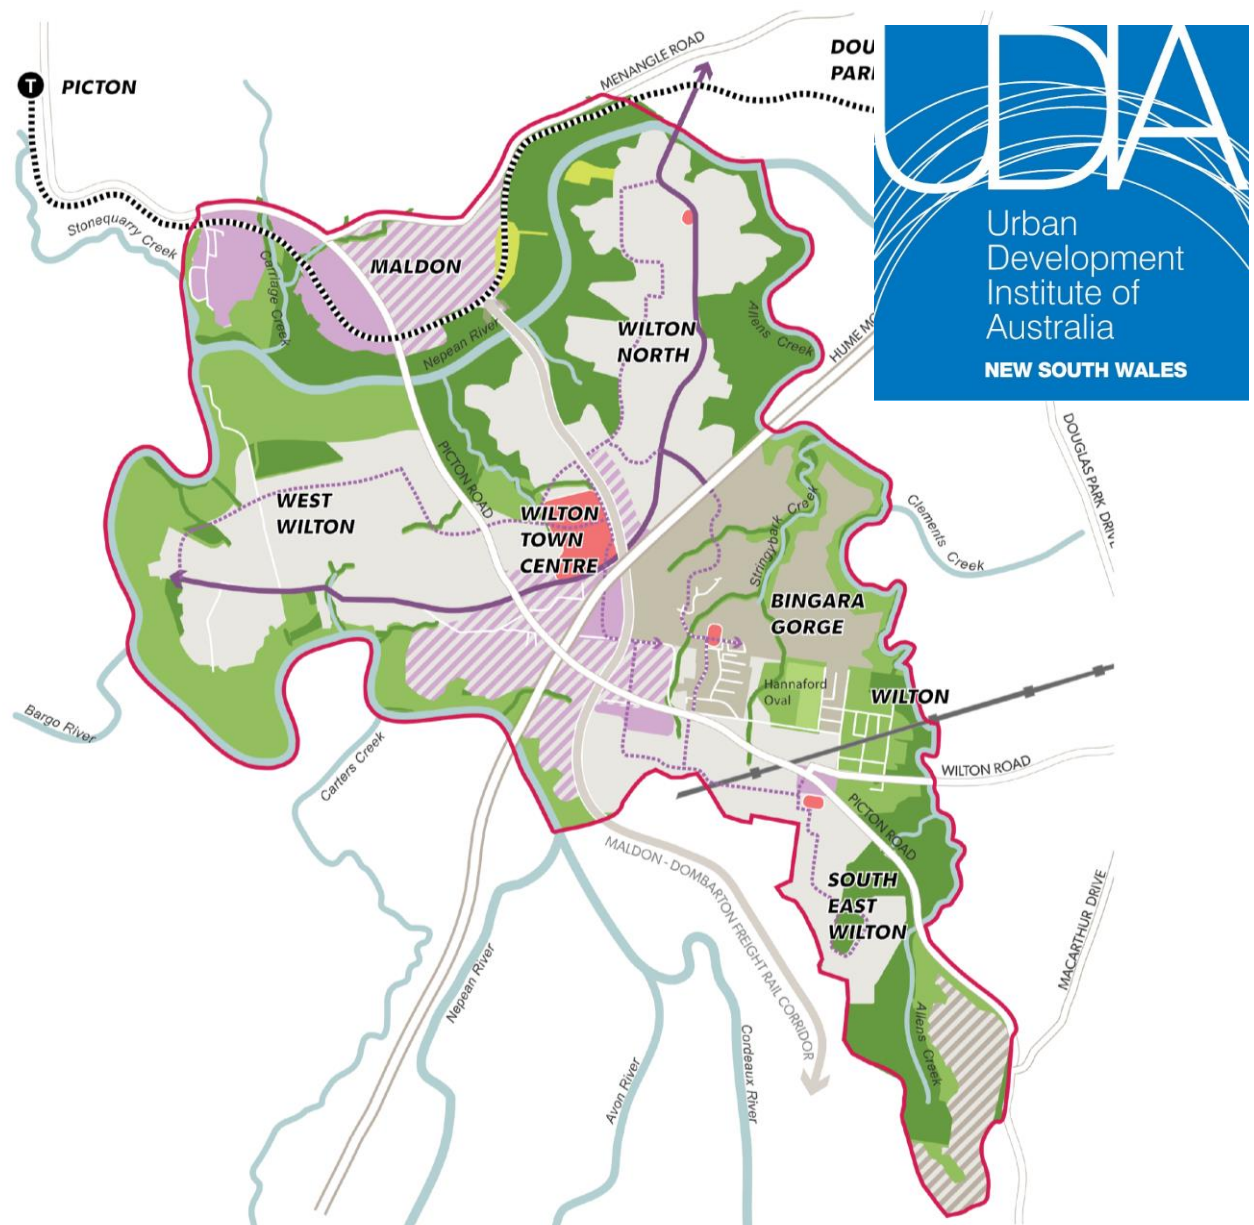 MENANGLE ROAD
DOU
PARI
T PICTON
UDIA
Urban
Development
Institute of
Australia
NEW SOUTH WALES
Stonequarry Creek
Carriage Creek
MALDON
Nepean River
WILTON
NORTH
Allens Creek
HUME MO
DOUGLAS PARK DRIVE
PICTON ROAD
WEST
WILTON
WILTON
TOWN
CENTRE
Stringybark Creek
Clements Creek
BINGARA
GORGE
Hannaford
Oval
WILTON
Bargo River
Carters Creek
WILTON ROAD
PICTON ROAD
MALDON - DOMBARTON FREIGHT RAIL CORRIDOR
SOUTH
EAST
WILTON
MACARTHUR DRIVE
Nepean River
Avon River
Cordeaux River
Allens Creek